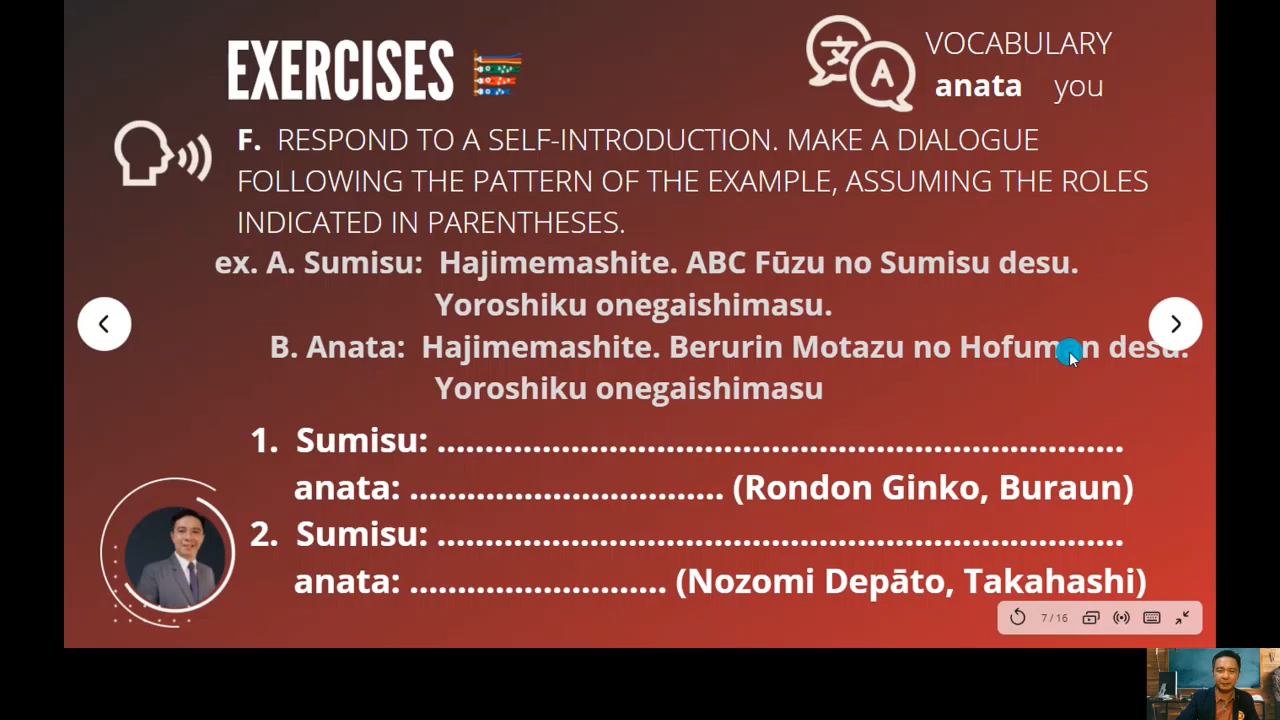 EXERCISES
VOCABULARY
anata you
文 A
F. RESPOND TO A SELF-INTRODUCTION. MAKE A DIALOGUE
FOLLOWING THE PATTERN OF THE EXAMPLE, ASSUMING THE ROLES
INDICATED IN PARENTHESES.
ex. A. Sumisu: Hajimemashite. ABC Fūzu no Sumisu desu.
Yoroshiku onegaishimasu.
B. Anata: Hajimemashite. Berurin Motazu no Hofuman desu.
Yoroshiku onegaishimasu
1. Sumisu: ........................................................................
anata: ................................. (Rondon Ginko, Buraun)
2. Sumisu: ........................................................................
anata: ........................... (Nozomi Depāto, Takahashi)
7 / 16